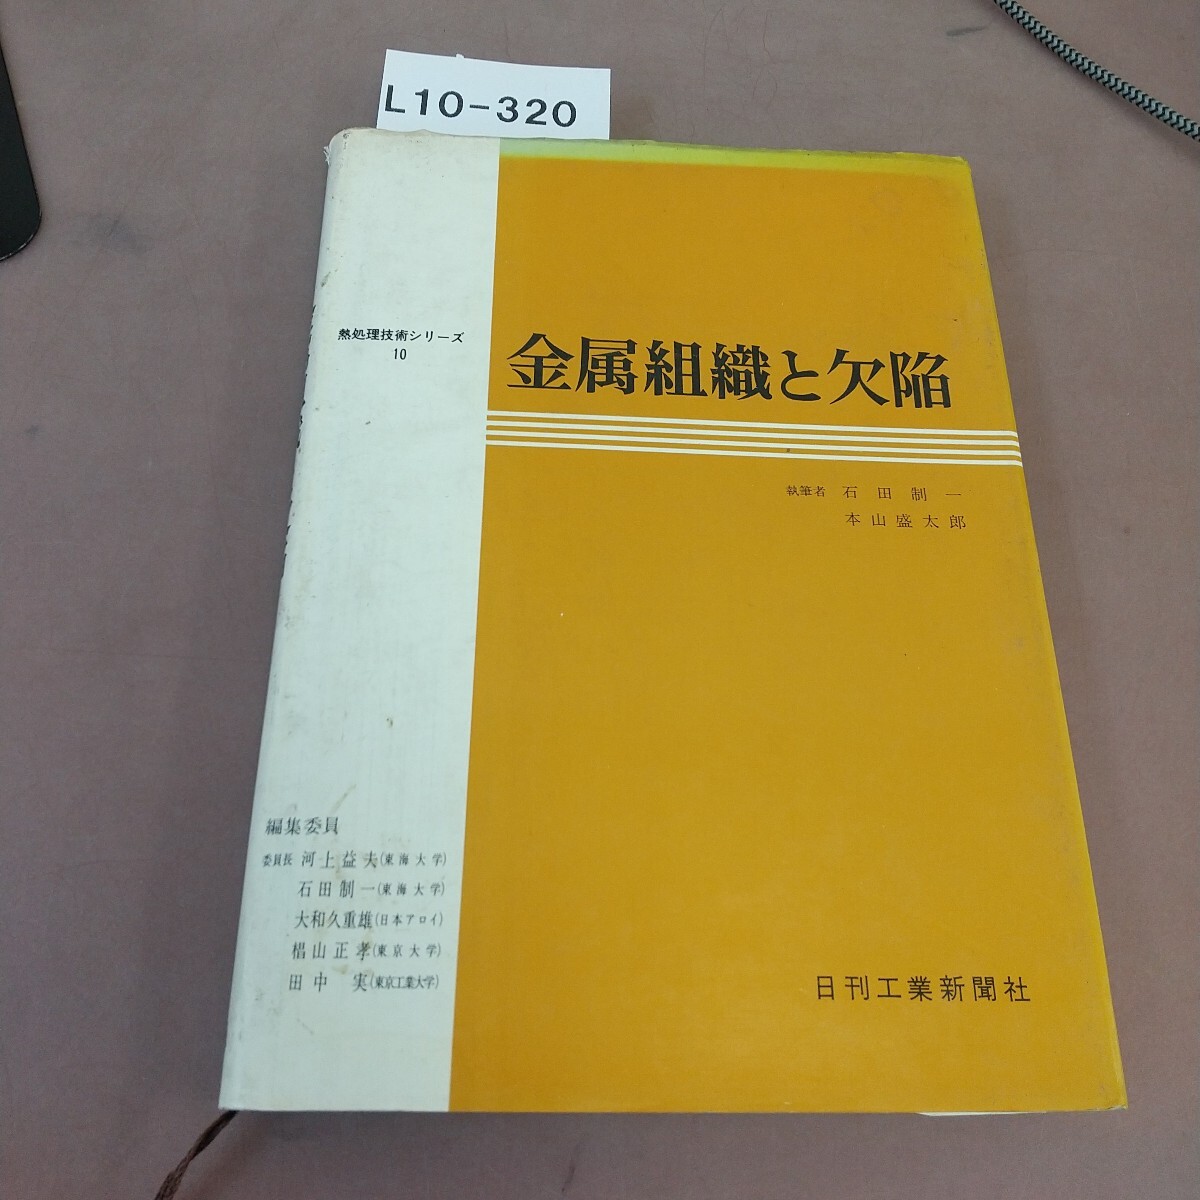 L10-320
熱処理技術シリーズ
10
金属組織と欠陥
執筆者 石田制一
本山盛太郎
編集委員
委員長 河上益夫(東海大学)
石田制一(東海大学)
大和久重雄(日本アロイ)
椙山正孝(東京大学)
田中 実(東京工業大学)
日刊工業新聞社